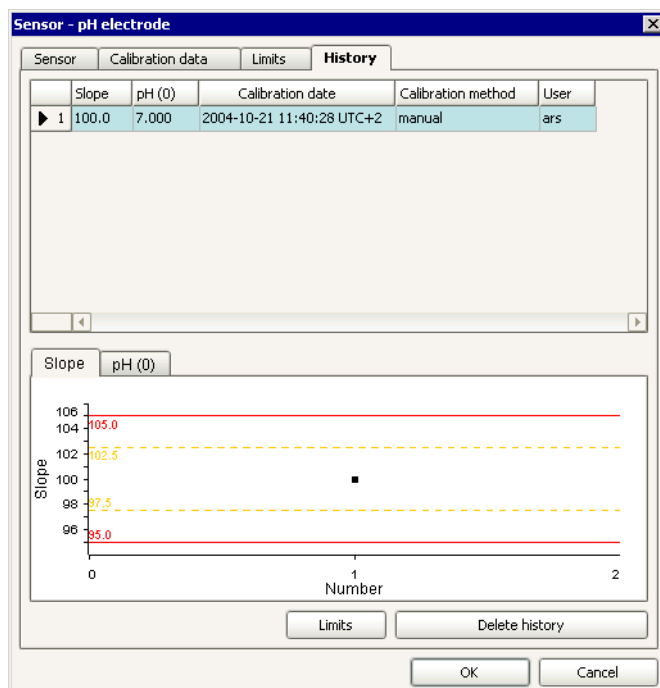 Sensor - pH electrode
Sensor Calibration data Limits History
Slope pH (0) Calibration date Calibration method User
1 100.0 7.000 2004-10-21 11:40:28 UTC+2 manual ars
Slope pH (0)
106
105.0
104
102
102.5
100
98
97.5
96
95.0
Slope
0 1 2
Number
Limits Delete history
OK Cancel